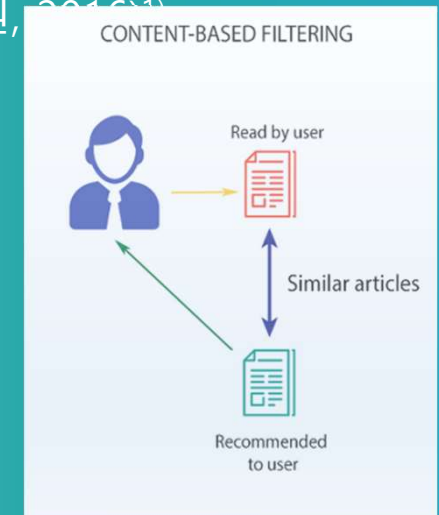 CONTENT-BASED FILTERING
Read by user
Similar articles
Recommended
to user